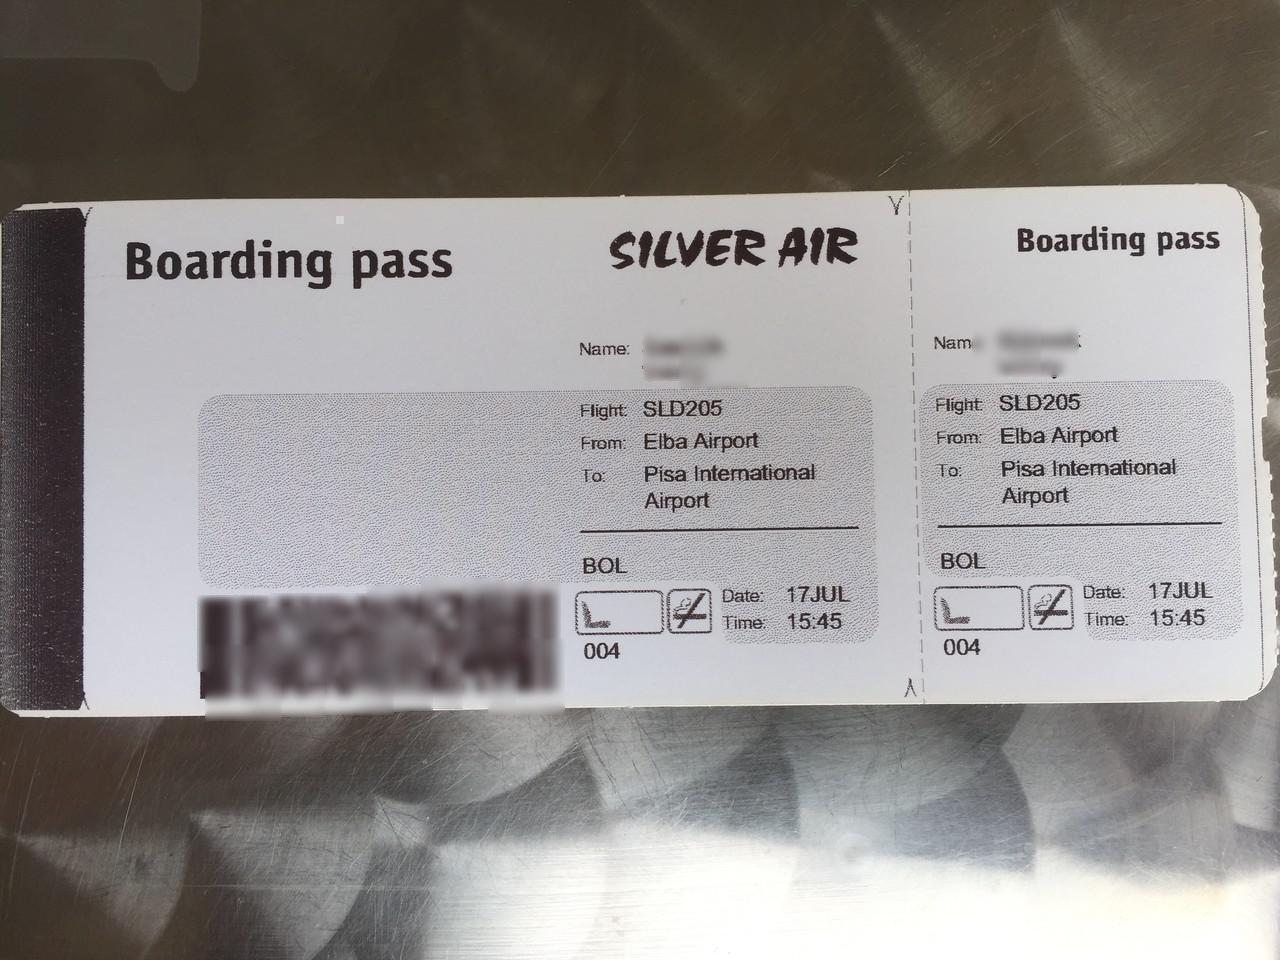 Boarding pass
SILVER AIR
Name:
Flight: SLD205
From: Elba Airport
To: Pisa International
Airport
BOL
Date: 17JUL
Time: 15:45
004
Boarding pass
Nam
Flight: SLD205
From: Elba Airport
To: Pisa International
Airport
BOL
Date: 17JUL
Time: 15:45
004